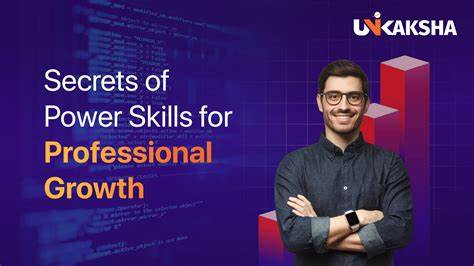 UNIKAKSHA
Secrets of
Power Skills for
Professional
Growth